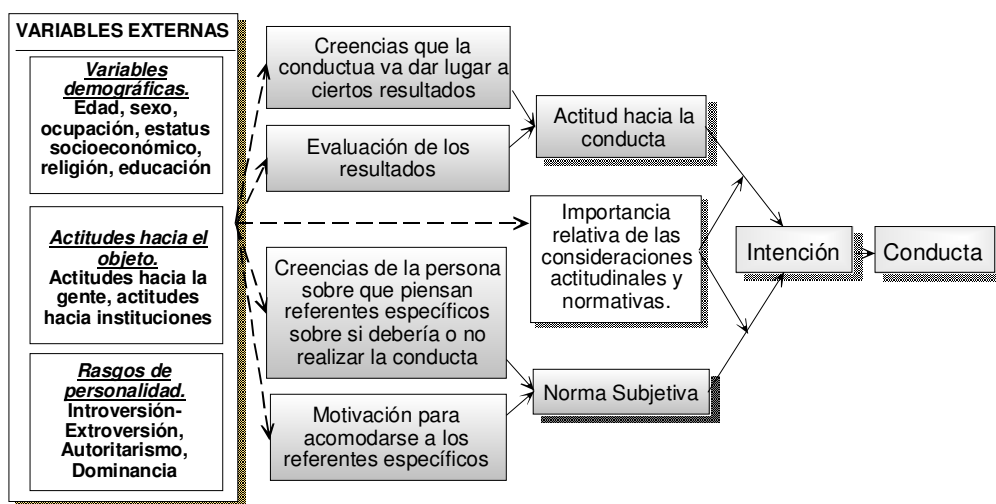 VARIABLES EXTERNAS
Variables
demográficas.
Edad, sexo,
ocupación, estatus
socioeconómico,
religión, educación
Actitudes hacia el
objeto.
Actitudes hacia la
gente, actitudes
hacia instituciones
Rasgos de
personalidad.
Introversión-
Extroversión,
Autoritarismo,
Dominancia
Creencias que la
conductua va dar lugar a
ciertos resultados
Evaluación de los
resultados
Creencias de la persona
sobre que piensan
referentes específicos
sobre si debería o no
realizar la conducta
Motivación para
acomodarse a los
referentes específicos
Actitud hacia la
conducta
Importancia
relativa de las
consideraciones
actitudinales y
normativas.
Norma Subjetiva
Intención
Conducta